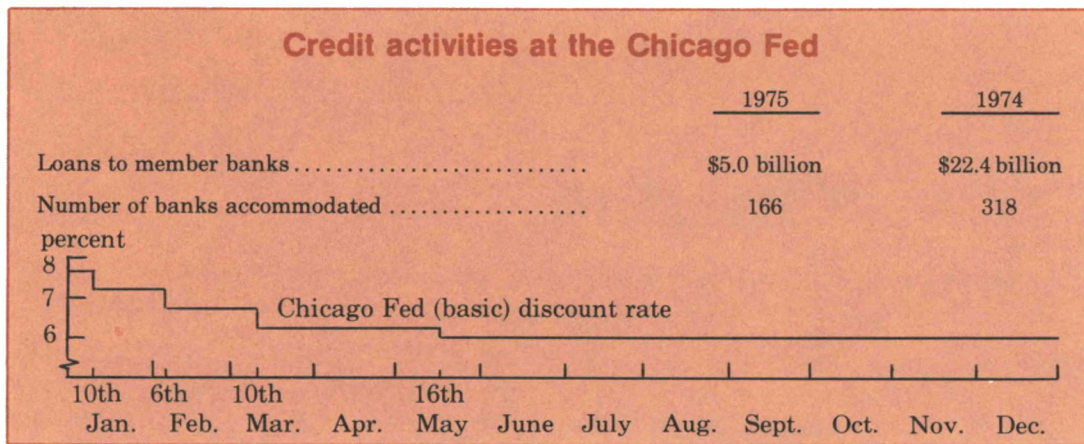 Credit activities at the Chicago Fed
1975 1974
Loans to member banks ............................ $5.0 billion $22.4 billion
Number of banks accommodated ................... 166 318
percent
8
7
Chicago Fed (basic) discount rate
6
10th 6th 10th 16th
Jan. Feb. Mar. Apr. May June July Aug. Sept. Oct. Nov. Dec.